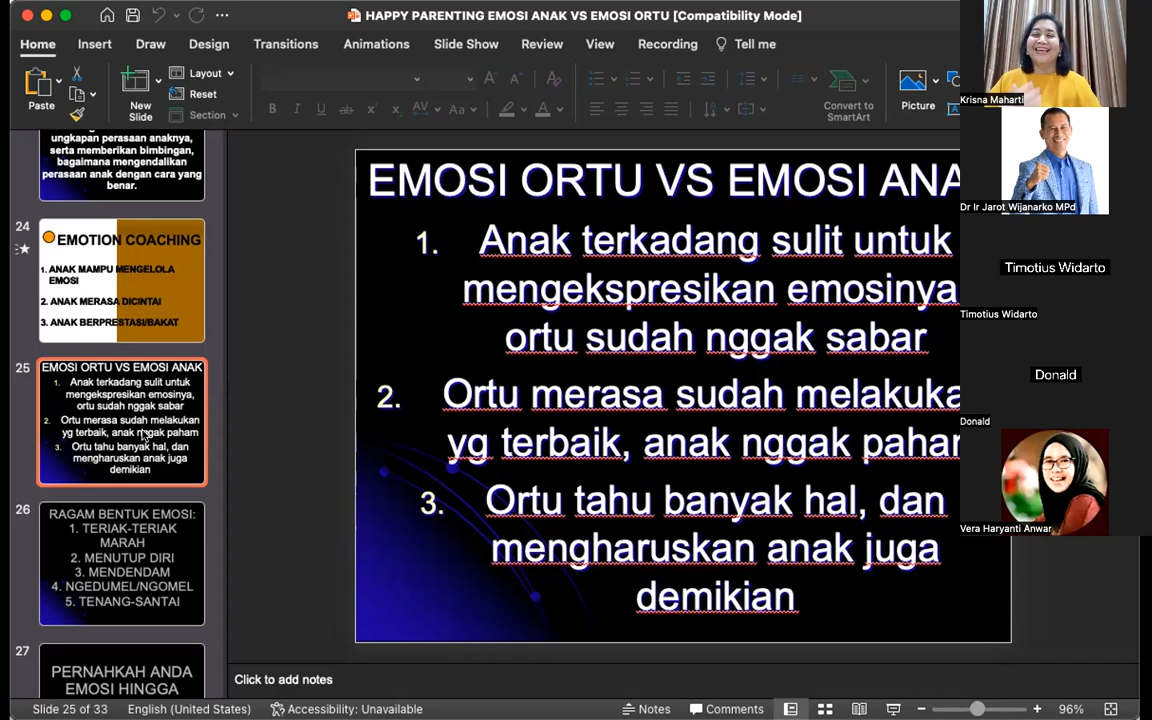 HAPPY PARENTING EMOSI ANAK VS EMOSI ORTU [Compatibility Mode]
Home Insert Draw Design Transitions Animations Slide Show Review View Recording Tell me
Paste
New
Slide
Layout
Reset
Section
B I U ab x x AV Aa A
Convert to
SmartArt
Picture
ungkapan perasaan anaknya,
serta memberikan bimbingan,
bagaimana mengendalikan
perasaan anak dengan cara yang
benar.
24
EMOTION COACHING
1. ANAK MAMPU MENGELOLA
EMOSI
2. ANAK MERASA DICINTAI
3. ANAK BERPRESTASI/BAKAT
25
EMOSI ORTU VS EMOSI ANAK
1. Anak terkadang sulit untuk
mengekspresikan emosinya,
ortu sudah nggak sabar
2. Ortu merasa sudah melakukan
yg terbaik, anak nggak paham
3. Ortu tahu banyak hal, dan
mengharuskan anak juga
demikian
26
RAGAM BENTUK EMOSI:
1. TERIAK-TERIAK
MARAH
2. MENUTUP DIRI
3. MENDENDAM
4. NGEDUMEL/NGOMEL
5. TENANG-SANTAI
27
PERNAHKAH ANDA
EMOSI HINGGA
EMOSI ORTU VS EMOSI ANA
1. Anak terkadang sulit untuk
mengekspresikan emosinya
ortu sudah nggak sabar
2. Ortu merasa sudah melakuka
yg terbaik, anak nggak paham
3. Ortu tahu banyak hal, dan
mengharuskan anak juga
demikian
Click to add notes
Slide 25 of 33 English (United States) Accessibility: Unavailable Notes Comments 96%
Krisna Maharti
Dr Ir Jarot Wijanarko MPd
Timotius Widarto
Timotius Widarto
Donald
Donald
Vera Haryanti Anwar